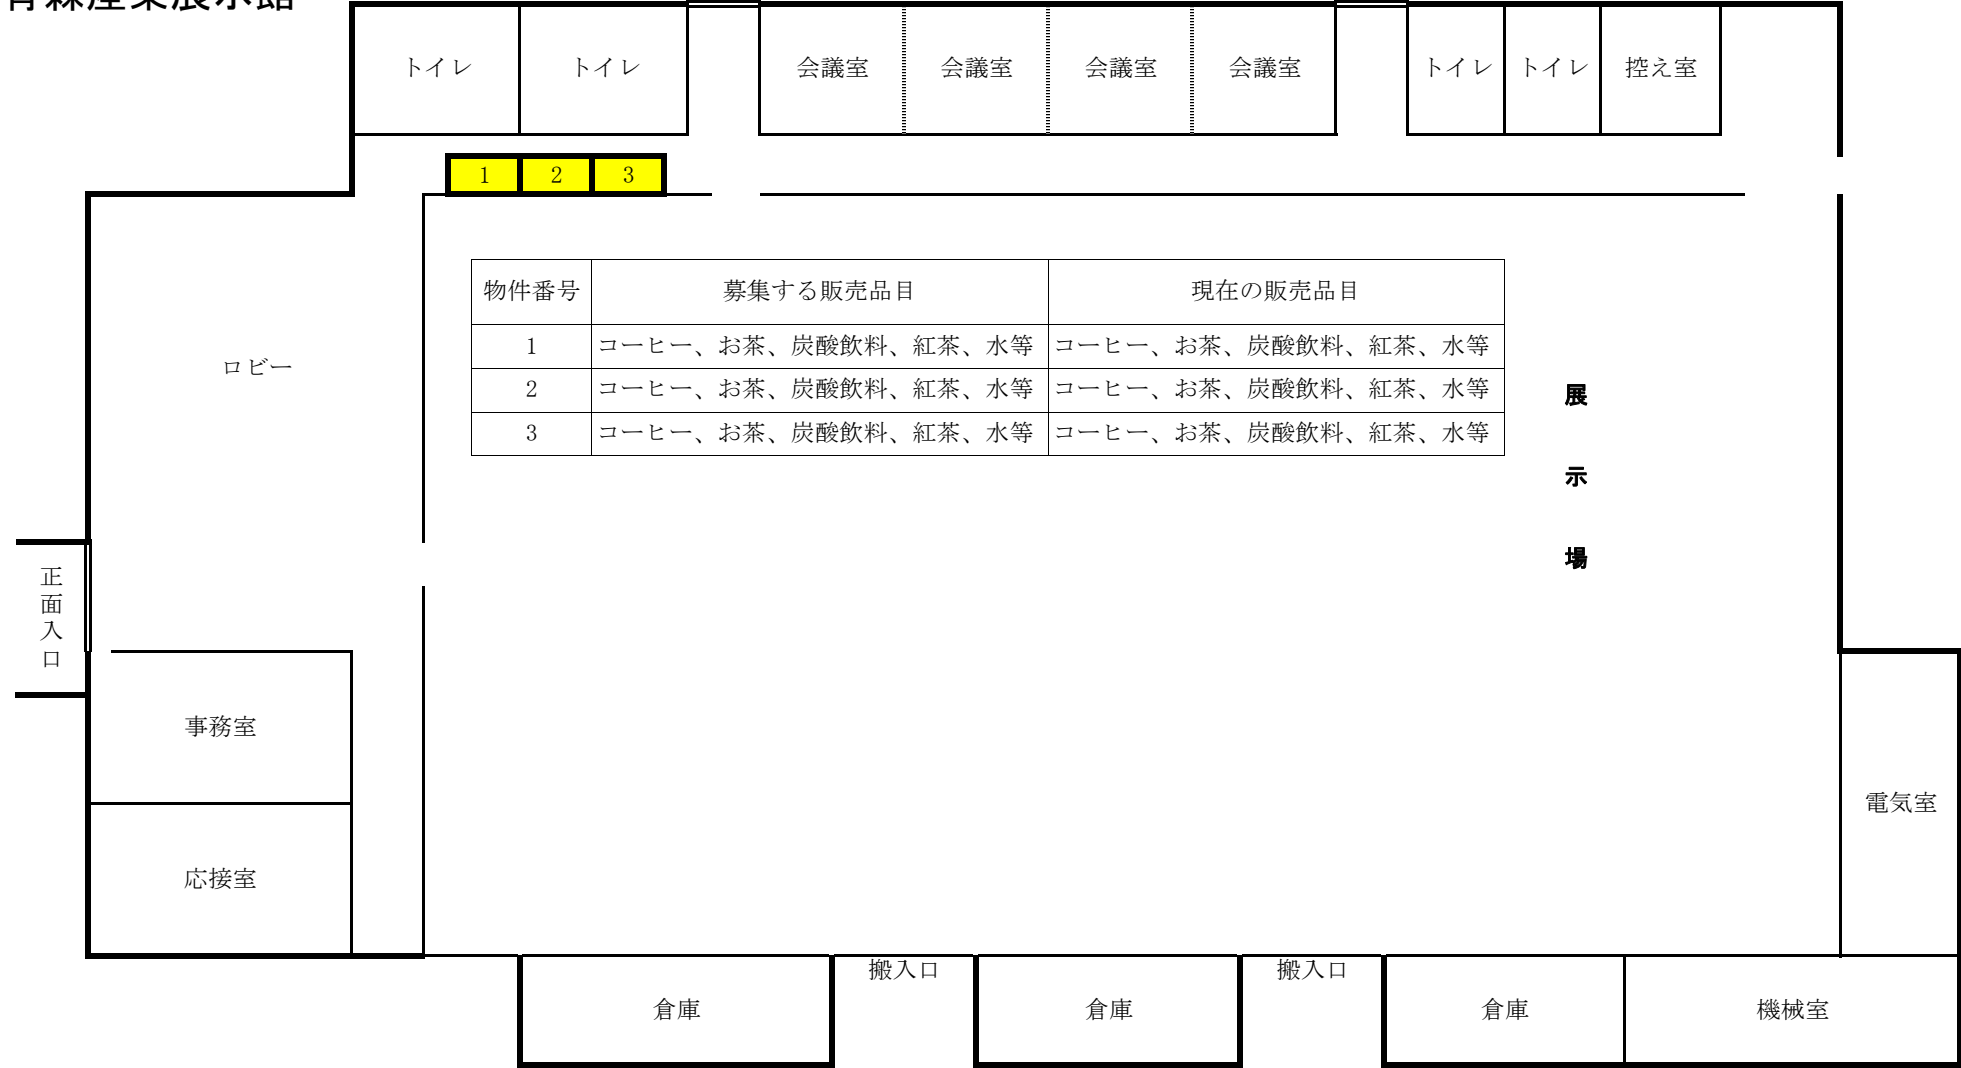 青森産業展示館
トイレ トイレ 会議室 会議室 会議室 会議室 トイレ トイレ 控え室
1 2 3
物件番号 募集する販売品目 現在の販売品目
1 コーヒー、お茶、炭酸飲料、紅茶、水等 コーヒー、お茶、炭酸飲料、紅茶、水等
2 コーヒー、お茶、炭酸飲料、紅茶、水等 コーヒー、お茶、炭酸飲料、紅茶、水等
3 コーヒー、お茶、炭酸飲料、紅茶、水等 コーヒー、お茶、炭酸飲料、紅茶、水等
ロビー
展示場
正面入口
事務室
電気室
応接室
搬入口 搬入口
倉庫 倉庫 倉庫 機械室